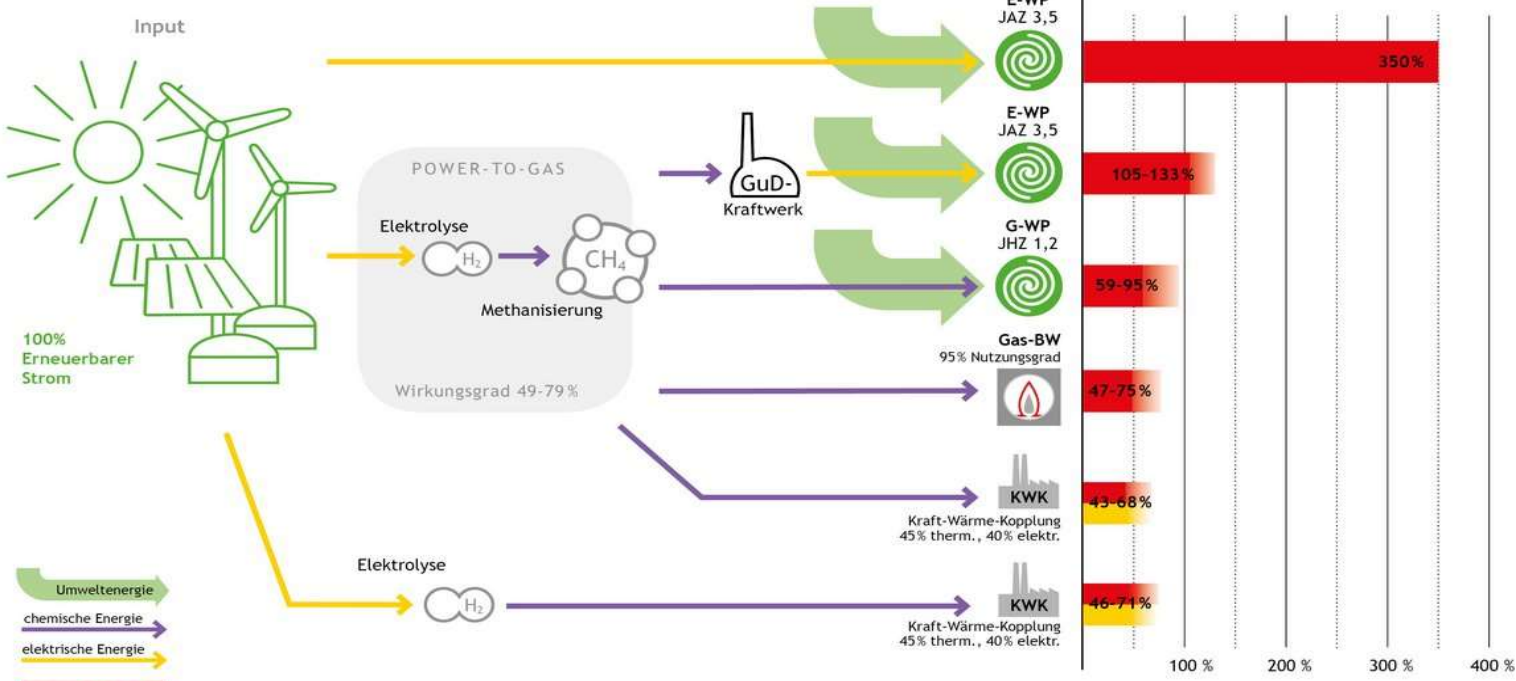 Input
100%
Erneuerbarer
Strom
POWER-TO-GAS
Elektrolyse
H₂
CH₄
Methanisierung
Wirkungsgrad 49-79%
GuD-
Kraftwerk
E-WP
JAZ 3,5
350%
E-WP
JAZ 3,5
105-133%
G-WP
JHZ 1,2
59-95%
Gas-BW
95% Nutzungsgrad
47-75%
KWK
Kraft-Wärme-Kopplung
45% therm., 40% elektr.
43-68%
Elektrolyse
H₂
KWK
Kraft-Wärme-Kopplung
45% therm., 40% elektr.
46-71%
Umweltenergie
chemische Energie
elektrische Energie
100 %
200 %
300 %
400 %